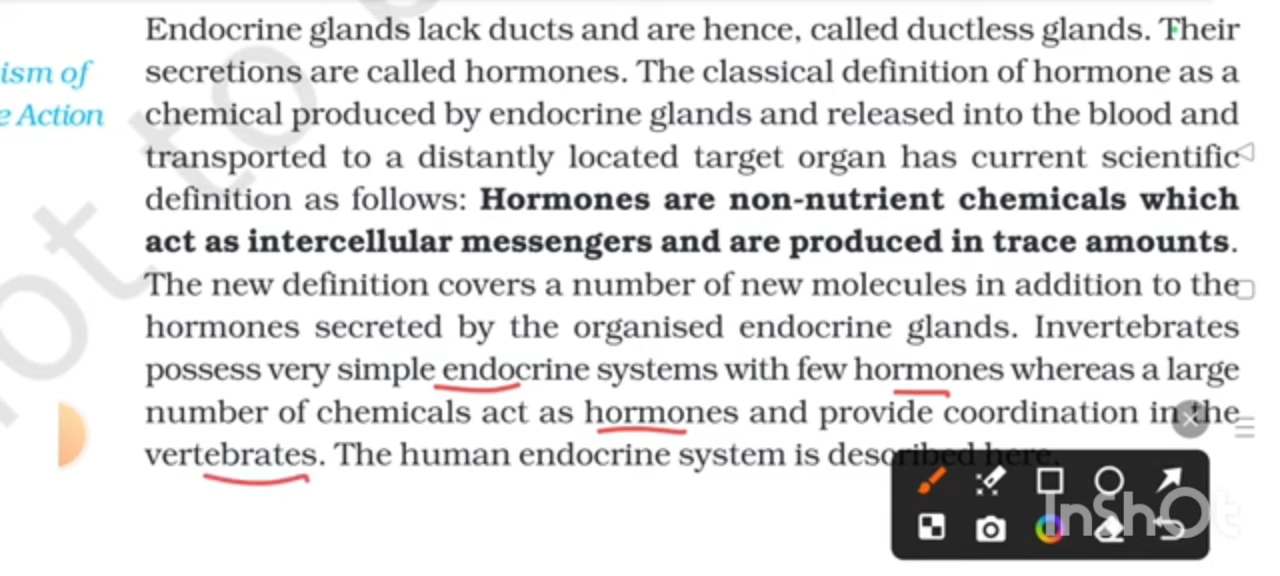 Endocrine glands lack ducts and are hence, called ductless glands. Their
ism of secretions are called hormones. The classical definition of hormone as a
e Action chemical produced by endocrine glands and released into the blood and
transported to a distantly located target organ has current scientific
definition as follows: Hormones are non-nutrient chemicals which
act as intercellular messengers and are produced in trace amounts.
The new definition covers a number of new molecules in addition to the
hormones secreted by the organised endocrine glands. Invertebrates
possess very simple endocrine systems with few hormones whereas a large
number of chemicals act as hormones and provide coordination in the
vertebrates. The human endocrine system is described here.
ot to
InShOt